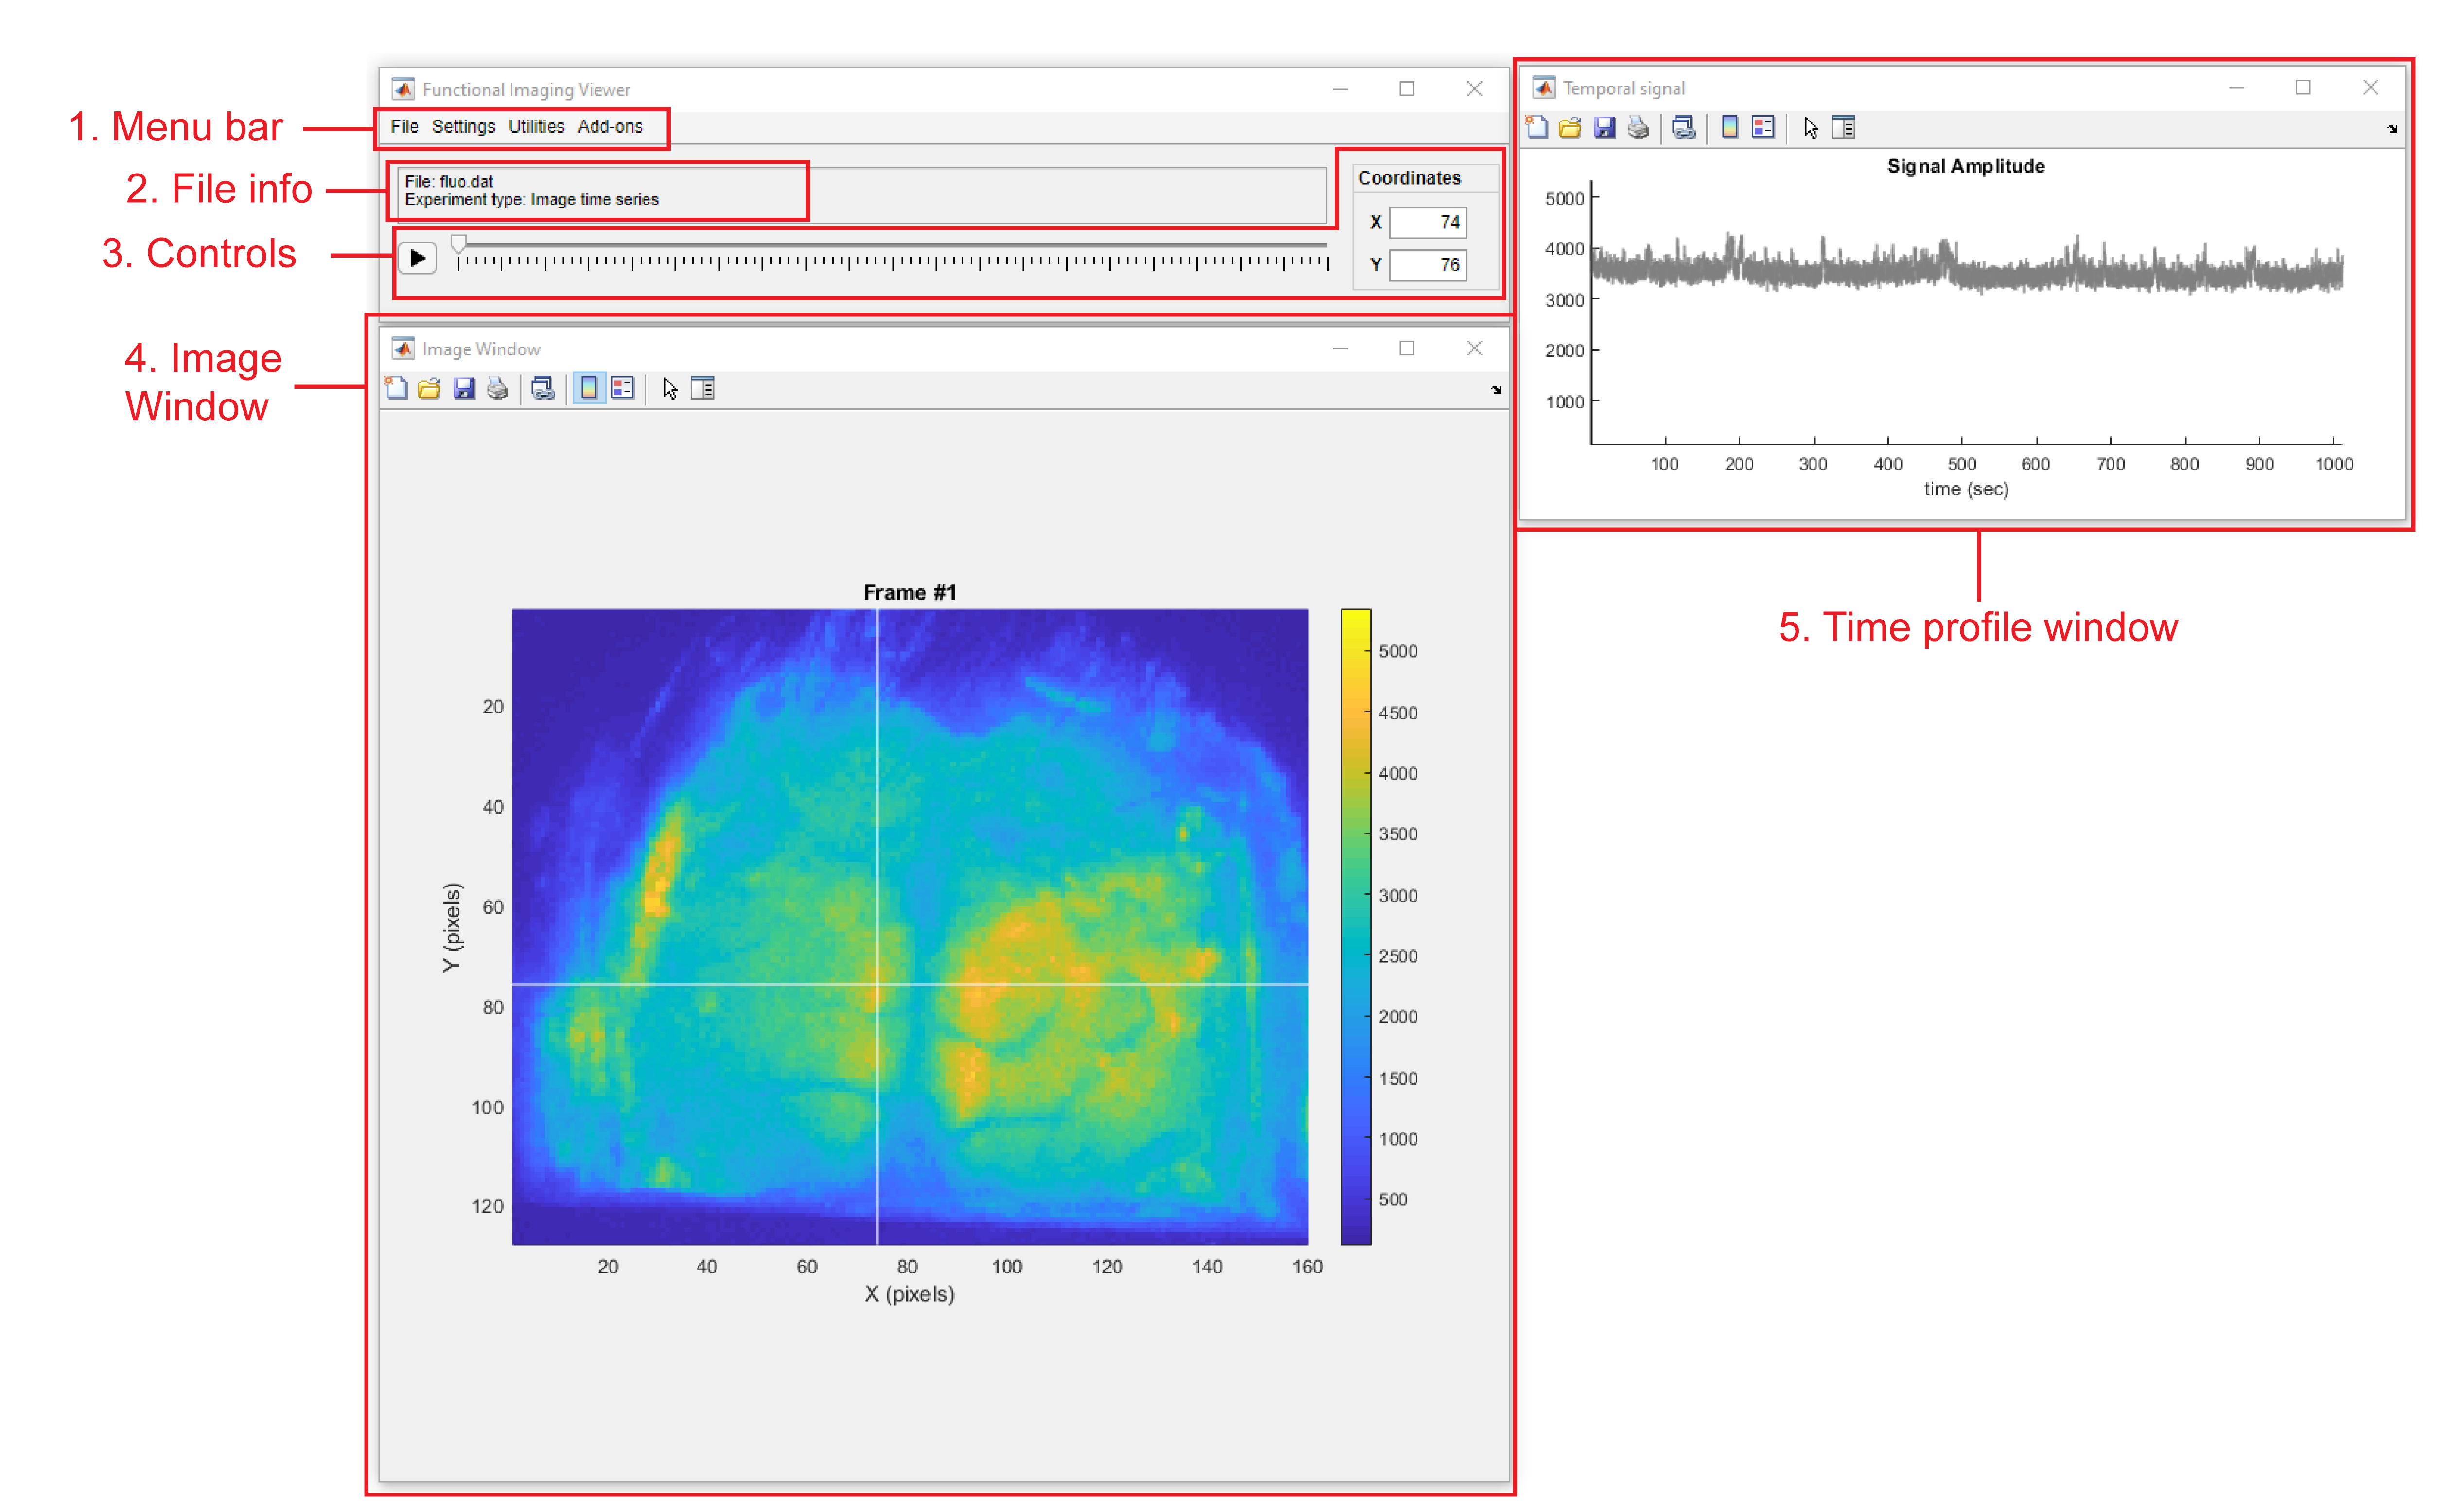 1. Menu bar
2. File info
3. Controls
4. Image
Window
Functional Imaging Viewer
File Settings Utilities Add-ons
File: fluo.dat
Experiment type: Image time series
Coordinates
X 74
Y 76
Image Window
Frame #1
20
40
60
80
100
120
Y (pixels)
20 40 60 80 100 120 140 160
X (pixels)
5000
4500
4000
3500
3000
2500
2000
1500
1000
500
Temporal signal
Signal Amplitude
5000
4000
3000
2000
1000
100 200 300 400 500 600 700 800 900 1000
time (sec)
5. Time profile window